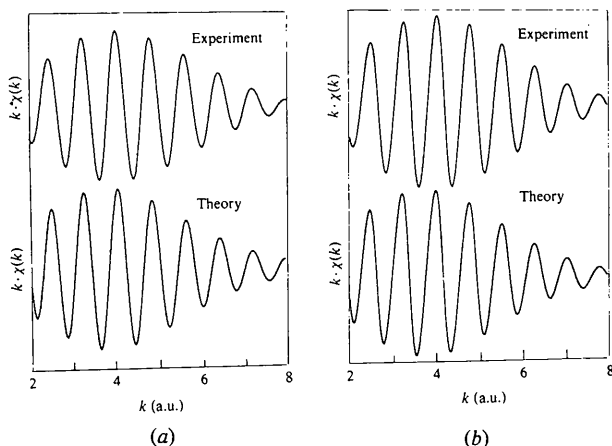 Experiment
k · χ(k)
Theory
k · χ(k)
2 4 6 8
k (a.u.)
(a)
Experiment
k · χ(k)
Theory
k · χ(k)
2 4 6 8
k (a.u.)
(b)